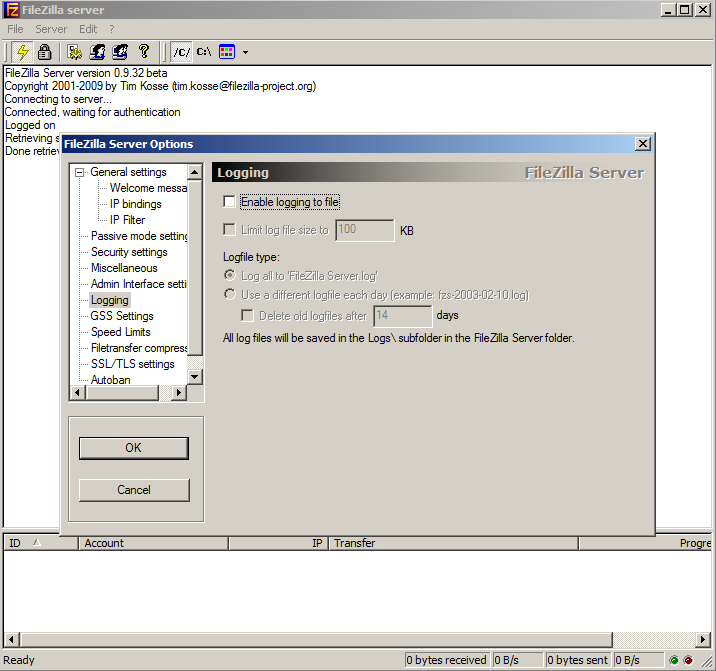 FileZilla server
File Server Edit ?
/C/ C:\
FileZilla Server version 0.9.32 beta
Copyright 2001-2009 by Tim Kosse (tim.kosse@filezilla-project.org)
Connecting to server...
Connected, waiting for authentication
Logged on
Retrieving s
Done retriev
FileZilla Server Options
General settings
Welcome messa
IP bindings
IP Filter
Passive mode setting
Security settings
Miscellaneous
Admin Interface setti
Logging
GSS Settings
Speed Limits
Filetransfer compress
SSL/TLS settings
Autoban
OK
Cancel
Logging FileZilla Server
Enable logging to file
Limit log file size to 100 KB
Logfile type:
Log all to 'FileZilla Server.log'
Use a different logfile each day (example: fzs-2003-02-10.log)
Delete old logfiles after 14 days
All log files will be saved in the Logs\ subfolder in the FileZilla Server folder.
ID Account IP Transfer Progre
Ready 0 bytes received 0 B/s 0 bytes sent 0 B/s